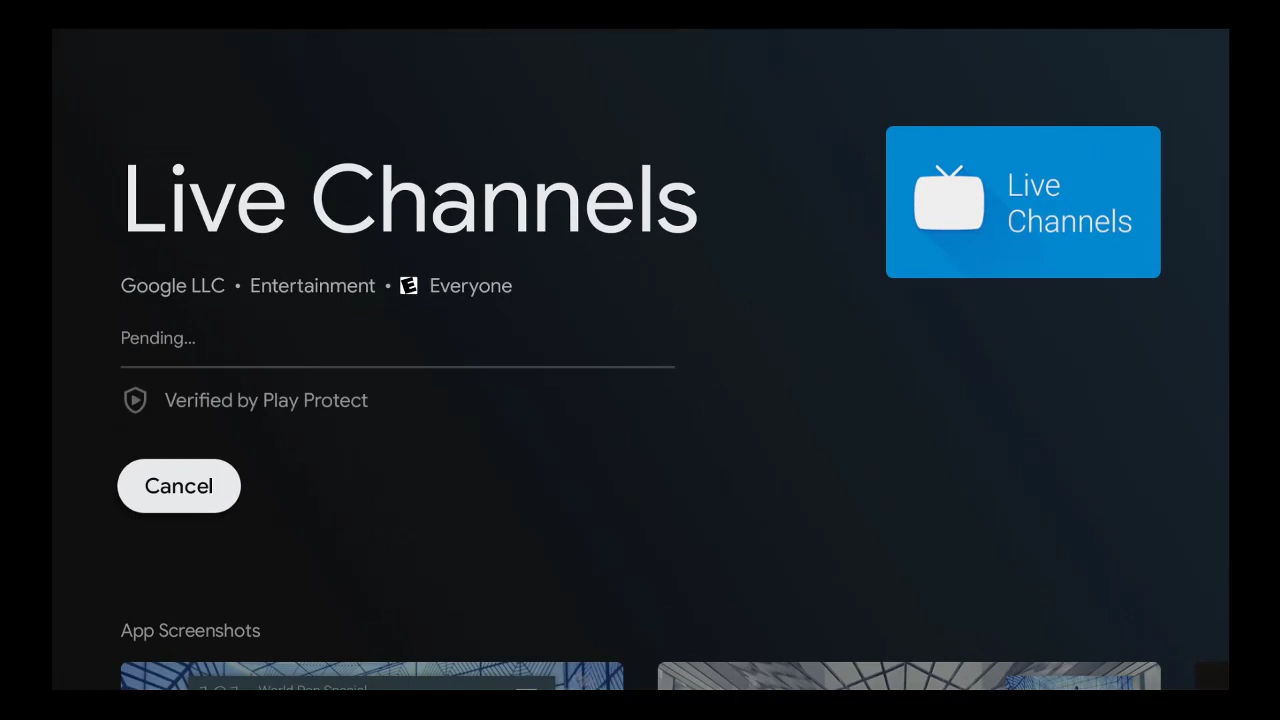 Live Channels
Live
Channels
Google LLC • Entertainment • E Everyone
Pending...
Verified by Play Protect
Cancel
App Screenshots